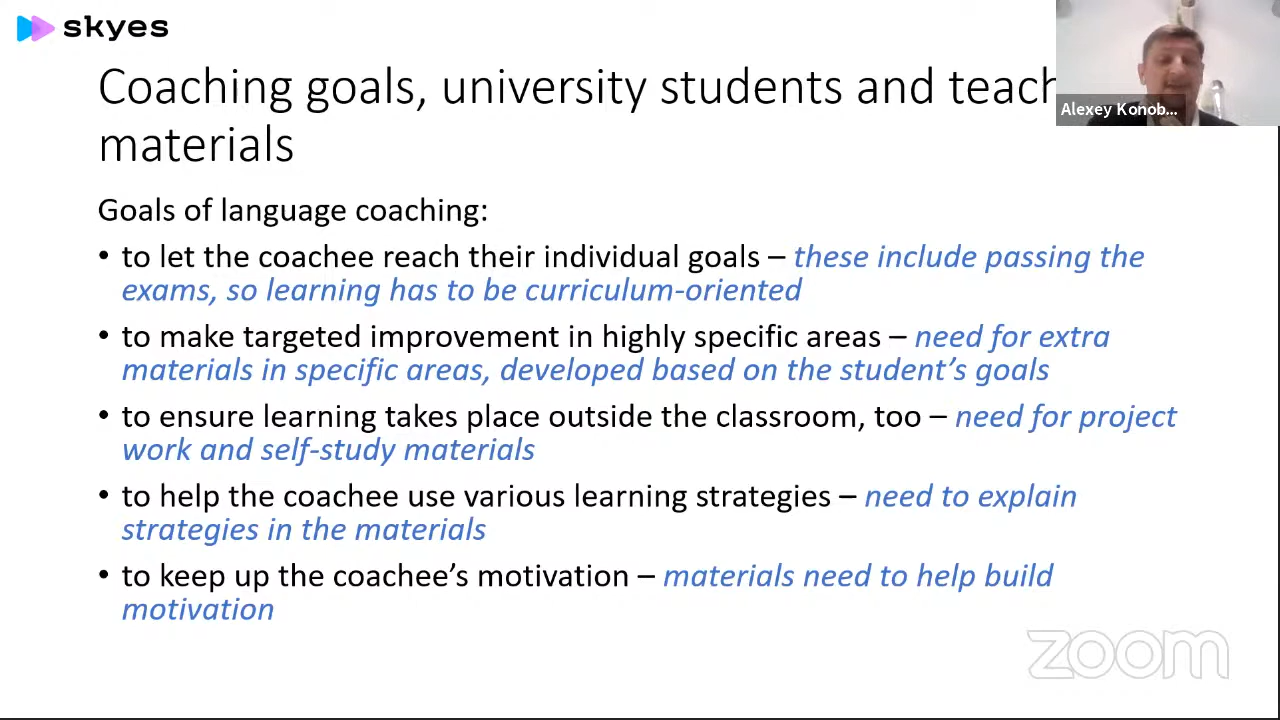 skyes
Coaching goals, university students and teach
materials
Alexey Konob...
Goals of language coaching:
• to let the coachee reach their individual goals – these include passing the
exams, so learning has to be curriculum-oriented
• to make targeted improvement in highly specific areas – need for extra
materials in specific areas, developed based on the student’s goals
• to ensure learning takes place outside the classroom, too – need for project
work and self-study materials
• to help the coachee use various learning strategies – need to explain
strategies in the materials
• to keep up the coachee’s motivation – materials need to help build
motivation
zoom